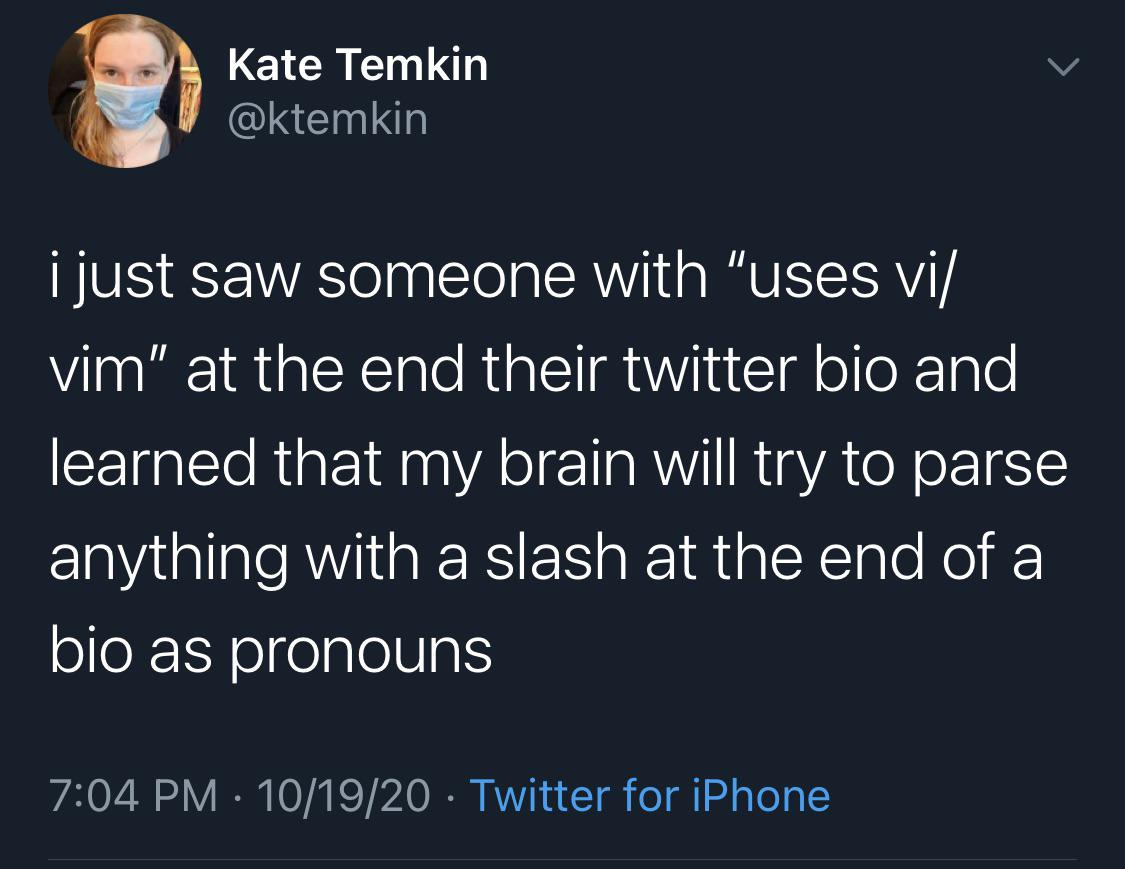 Kate Temkin
@ktemkin
i just saw someone with “uses vi/
vim” at the end their twitter bio and
learned that my brain will try to parse
anything with a slash at the end of a
bio as pronouns
7:04 PM · 10/19/20 · Twitter for iPhone